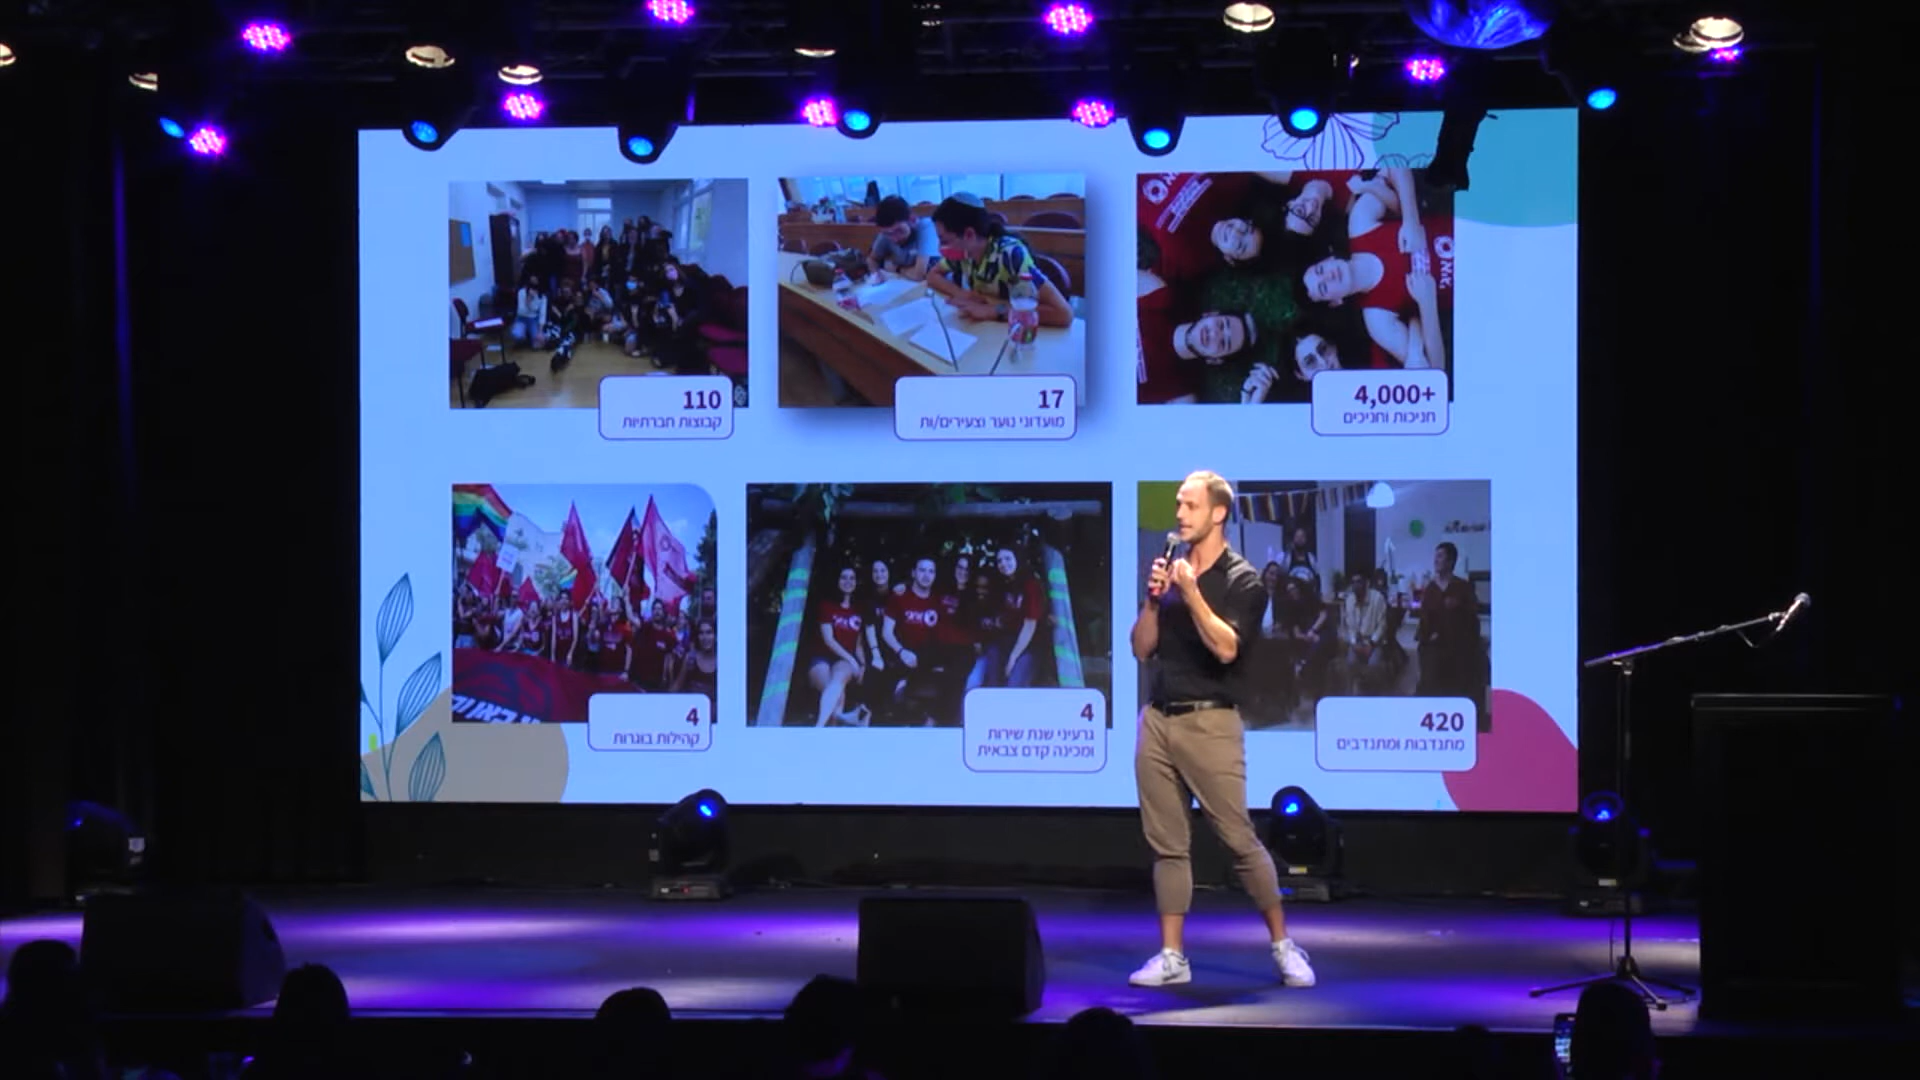 4,000+
חניכות וחניכים
17
מועדוני נוער וצעירים/ות
110
קבוצות חברתיות
420
מתנדבות ומתנדבים
4
גרעיני שנת שירות
ומכינה קדם צבאית
4
קהילות בוגרות